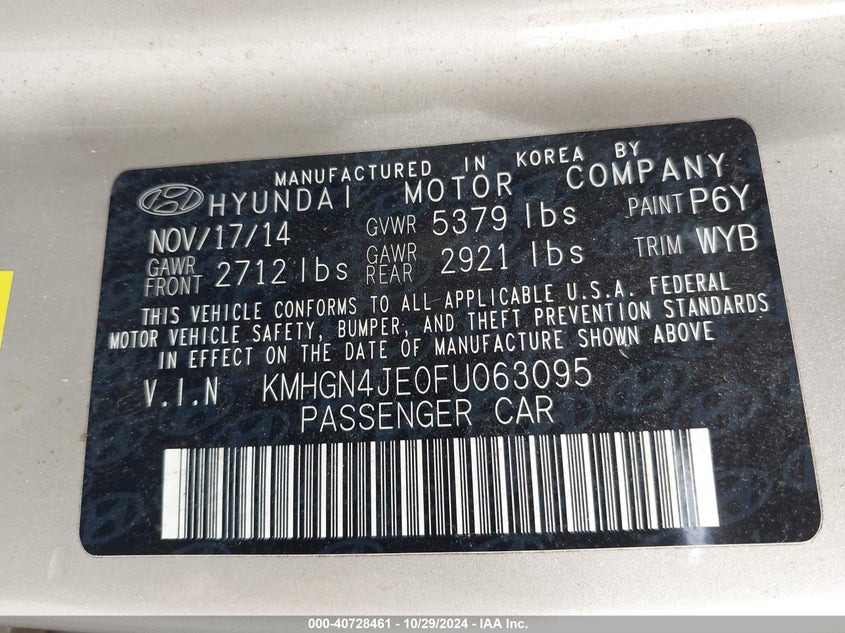 MANUFACTURED IN KOREA BY
HYUNDAI MOTOR COMPANY
NOV/17/14 GVWR 5379 lbs PAINT P6Y
GAWR FRONT 2712 lbs GAWR REAR 2921 lbs TRIM WYB
THIS VEHICLE CONFORMS TO ALL APPLICABLE U.S.A. FEDERAL
MOTOR VEHICLE SAFETY, BUMPER, AND THEFT PREVENTION STANDARDS
IN EFFECT ON THE DATE OF MANUFACTURE SHOWN ABOVE
V.I.N KMHGN4JE0FU063095
PASSENGER CAR
000-40728461 - 10/29/2024 - IAA Inc.